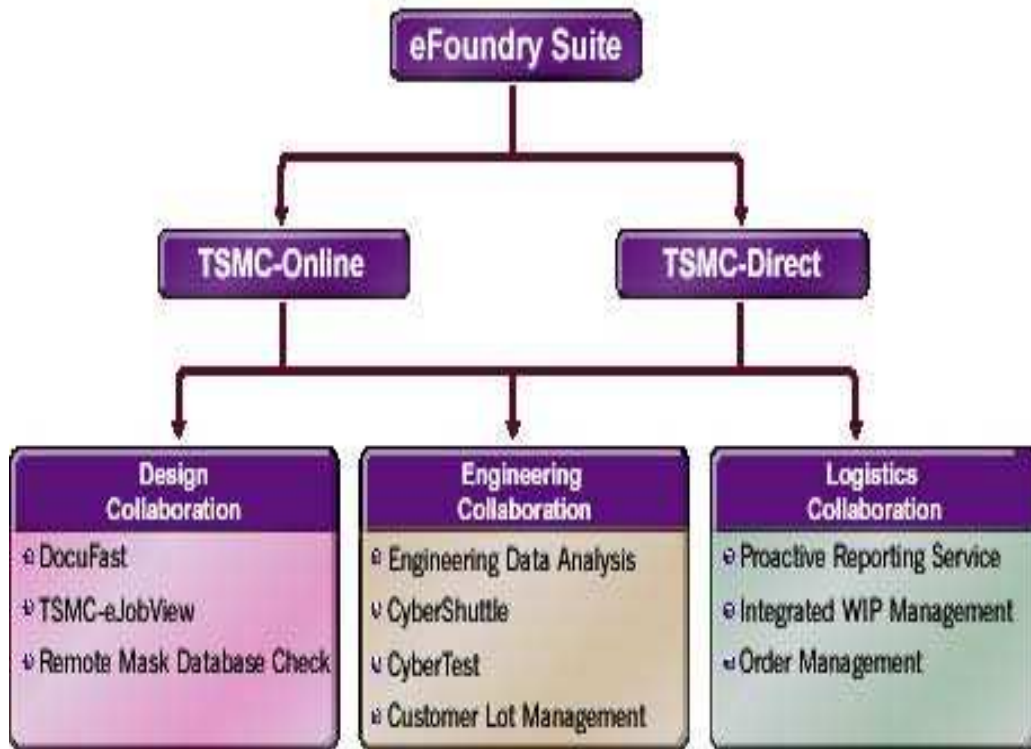 eFoundry Suite
TSMC-Online
TSMC-Direct
Design
Collaboration
DocuFast
TSMC-eJobView
Remote Mask Database Check
Engineering
Collaboration
Engineering Data Analysis
CyberShuttle
CyberTest
Customer Lot Management
Logistics
Collaboration
Proactive Reporting Service
Integrated WIP Management
Order Management